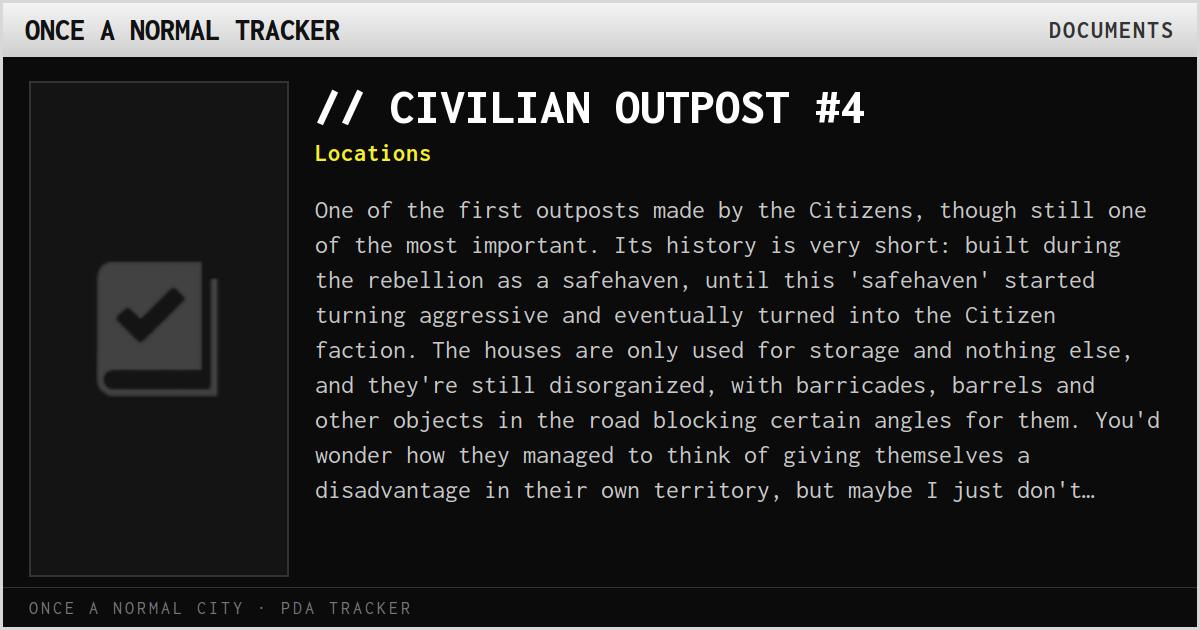 ONCE A NORMAL TRACKER
DOCUMENTS
// CIVILIAN OUTPOST #4
Locations
One of the first outposts made by the Citizens, though still one
of the most important. Its history is very short: built during
the rebellion as a safehaven, until this 'safehaven' started
turning aggressive and eventually turned into the Citizen
faction. The houses are only used for storage and nothing else,
and they're still disorganized, with barricades, barrels and
other objects in the road blocking certain angles for them. You'd
wonder how they managed to think of giving themselves a
disadvantage in their own territory, but maybe I just don't…
ONCE A NORMAL CITY · PDA TRACKER